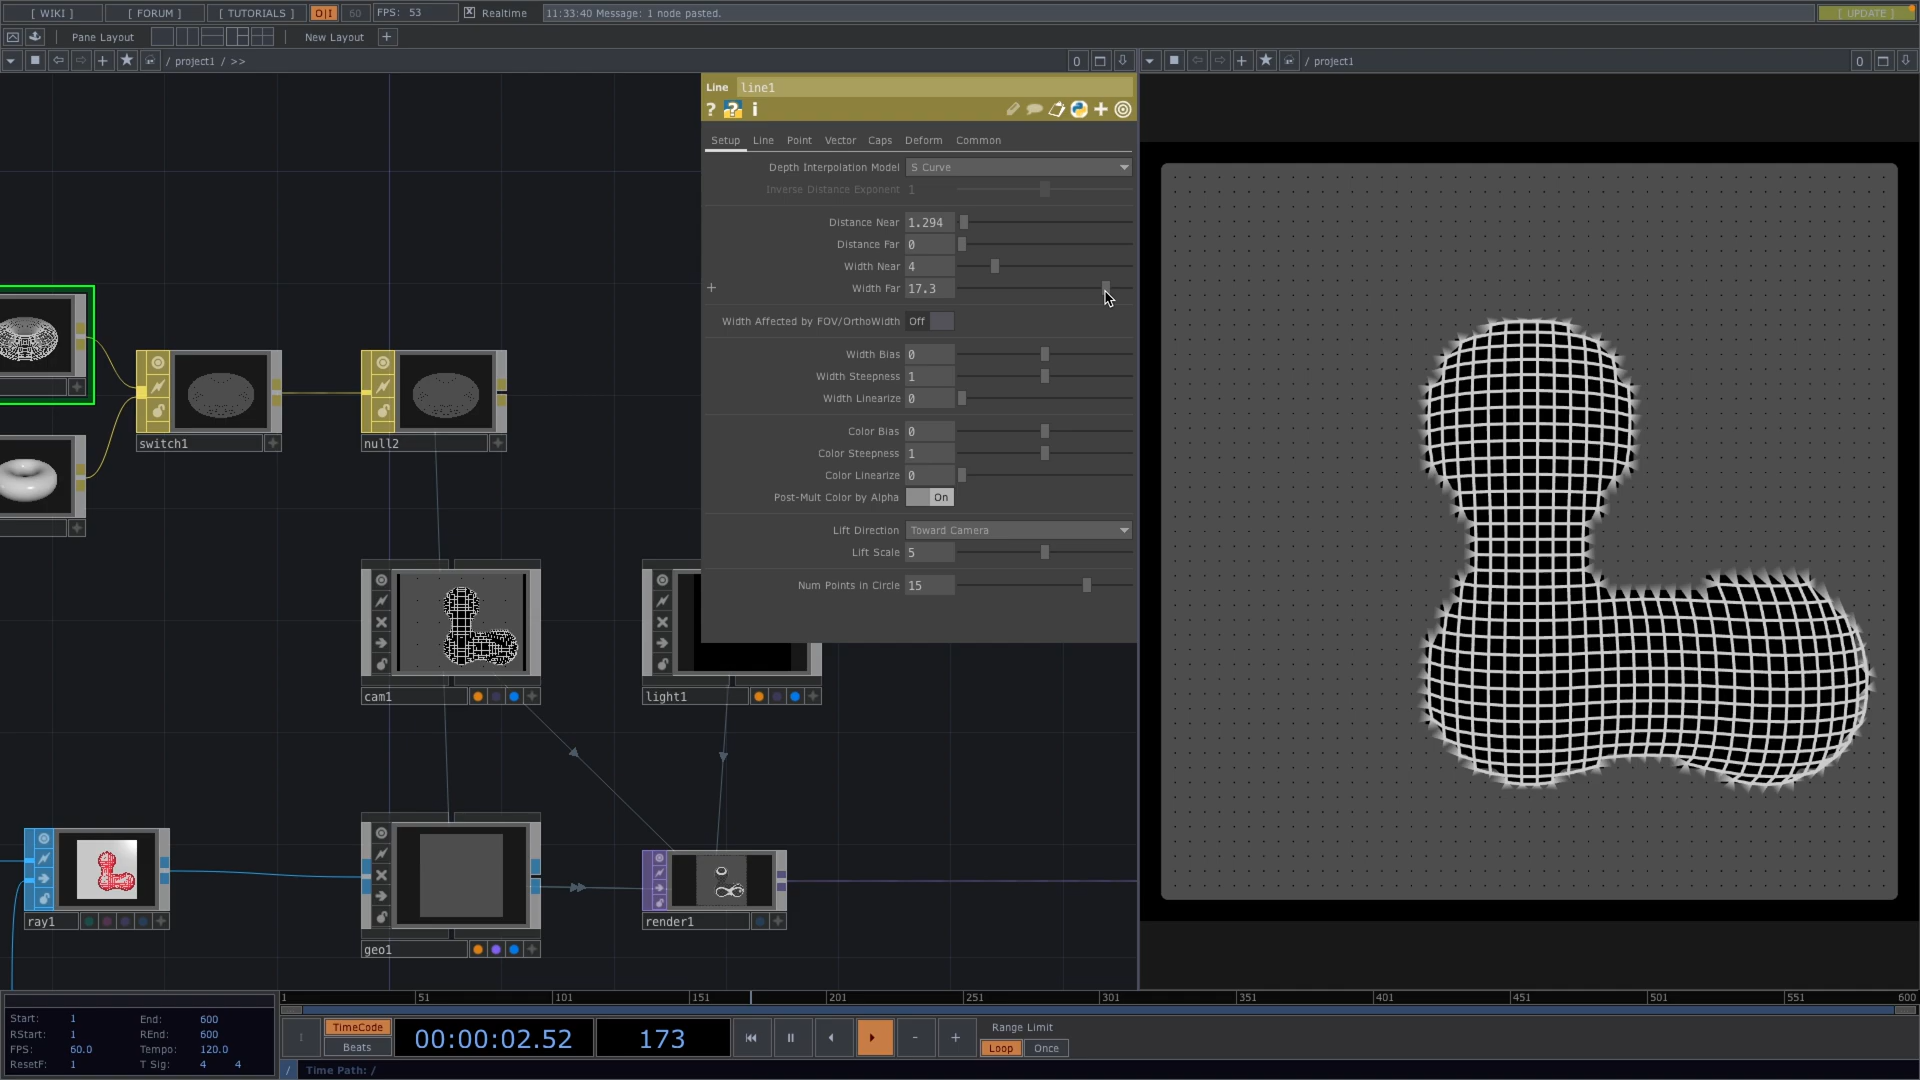 [ WIKI ] [ FORUM ] [ TUTORIALS ] O|I 60 FPS: 53 Realtime 11:33:40 Message: 1 node pasted. [ UPDATE ]
Pane Layout New Layout +
/ project1 / >> 0 / project1 0
Line line1
? ? i
Setup Line Point Vector Caps Deform Common
Depth Interpolation Model S Curve
Inverse Distance Exponent 1
Distance Near 1.294
Distance Far 0
Width Near 4
+ Width Far 17.3
Width Affected by FOV/OrthoWidth Off
Width Bias 0
Width Steepness 1
Width Linearize 0
Color Bias 0
Color Steepness 1
Color Linearize 0
Post-Mult Color by Alpha On
Lift Direction Toward Camera
Lift Scale 5
Num Points in Circle 15
switch1
null2
cam1
light1
ray1
render1
geo1
1 51 101 151 201 251 301 351 401 451 501 551 600
Start: 1 End: 600
RStart: 1 REnd: 600
FPS: 60.0 Tempo: 120.0
ResetF: 1 T Sig: 4 4
1 TimeCode Beats 00:00:02.52 173 - + Range Limit
Loop Once
/ Time Path: /